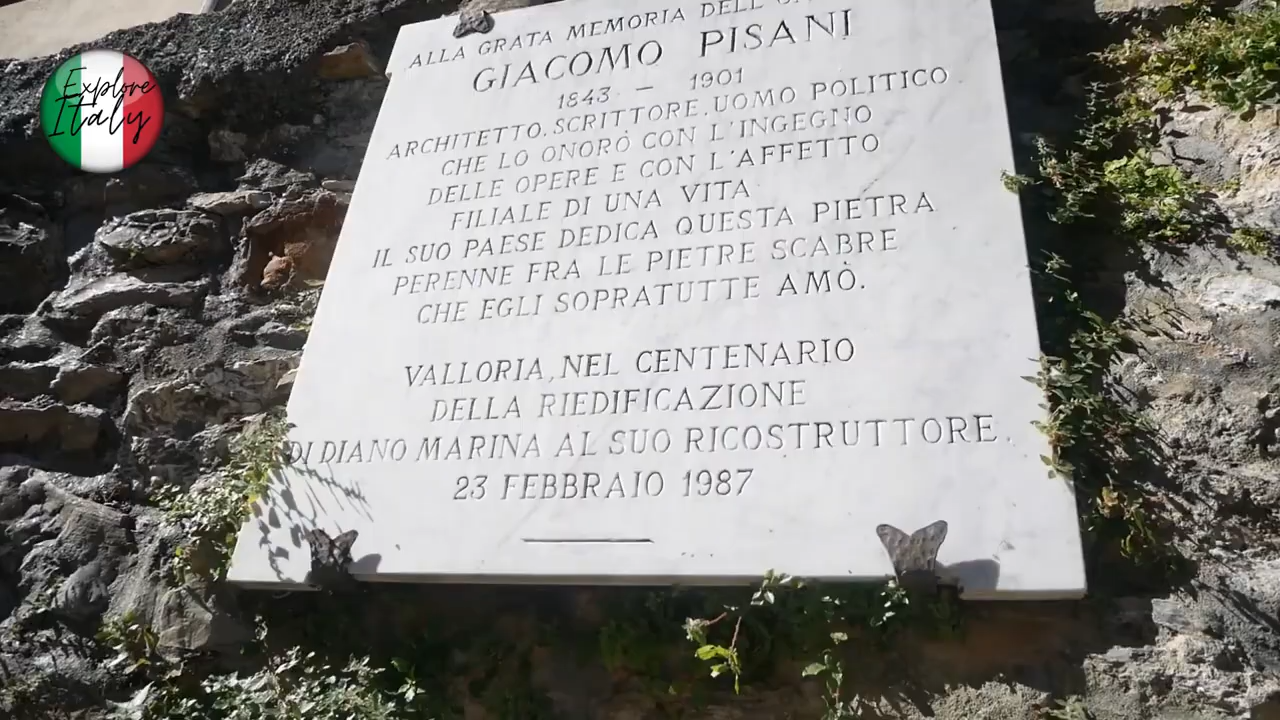 Explore
Italy
ALLA GRATA MEMORIA DELL'
GIACOMO PISANI
1843 - 1901
ARCHITETTO, SCRITTORE, UOMO POLITICO
CHE LO ONORÒ CON L'INGEGNO
DELLE OPERE E CON L'AFFETTO
FILIALE DI UNA VITA
IL SUO PAESE DEDICA QUESTA PIETRA
PERENNE FRA LE PIETRE SCABRE
CHE EGLI SOPRATUTTE AMÒ.
VALLORIA, NEL CENTENARIO
DELLA RIEDIFICAZIONE
DI DIANO MARINA AL SUO RICOSTRUTTORE.
23 FEBBRAIO 1987